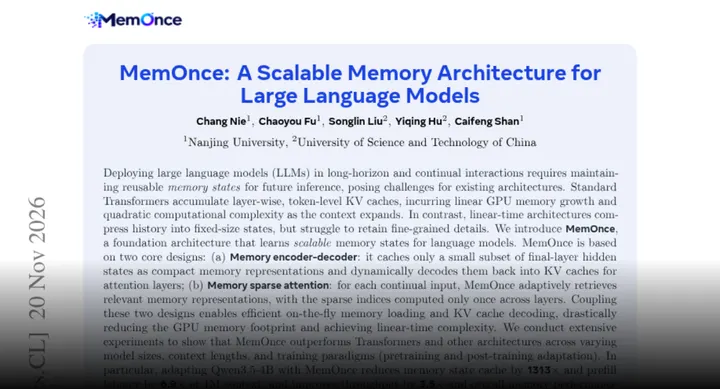 MemOnce
MemOnce: A Scalable Memory Architecture for
Large Language Models
Chang Nie¹, Chaoyou Fu¹, Songlin Liu², Yiqing Hu², Caifeng Shan¹
¹Nanjing University, ²University of Science and Technology of China
Deploying large language models (LLMs) in long-horizon and continual interactions requires maintain-
ing reusable memory states for future inference, posing challenges for existing architectures. Standard
Transformers accumulate layer-wise, token-level KV caches, incurring linear GPU memory growth and
quadratic computational complexity as the context expands. In contrast, linear-time architectures com-
press history into fixed-size states, but struggle to retain fine-grained details. We introduce MemOnce,
a foundation architecture that learns scalable memory states for language models. MemOnce is based
on two core designs: (a) Memory encoder-decoder: it caches only a small subset of final-layer hidden
states as compact memory representations and dynamically decodes them back into KV caches for
attention layers; (b) Memory sparse attention: for each continual input, MemOnce adaptively retrieves
relevant memory representations, with the sparse indices computed only once across layers. Coupling
these two designs enables efficient on-the-fly memory loading and KV cache decoding, drastically
reducing the GPU memory footprint and achieving linear-time complexity. We conduct extensive
experiments to show that MemOnce outperforms Transformers and other architectures across varying
model sizes, context lengths, and training paradigms (pretraining and post-training adaptation). In
particular, adapting Qwen3.5-4B with MemOnce reduces memory state cache by 1313× and prefill
s.CL] 20 Nov 2026